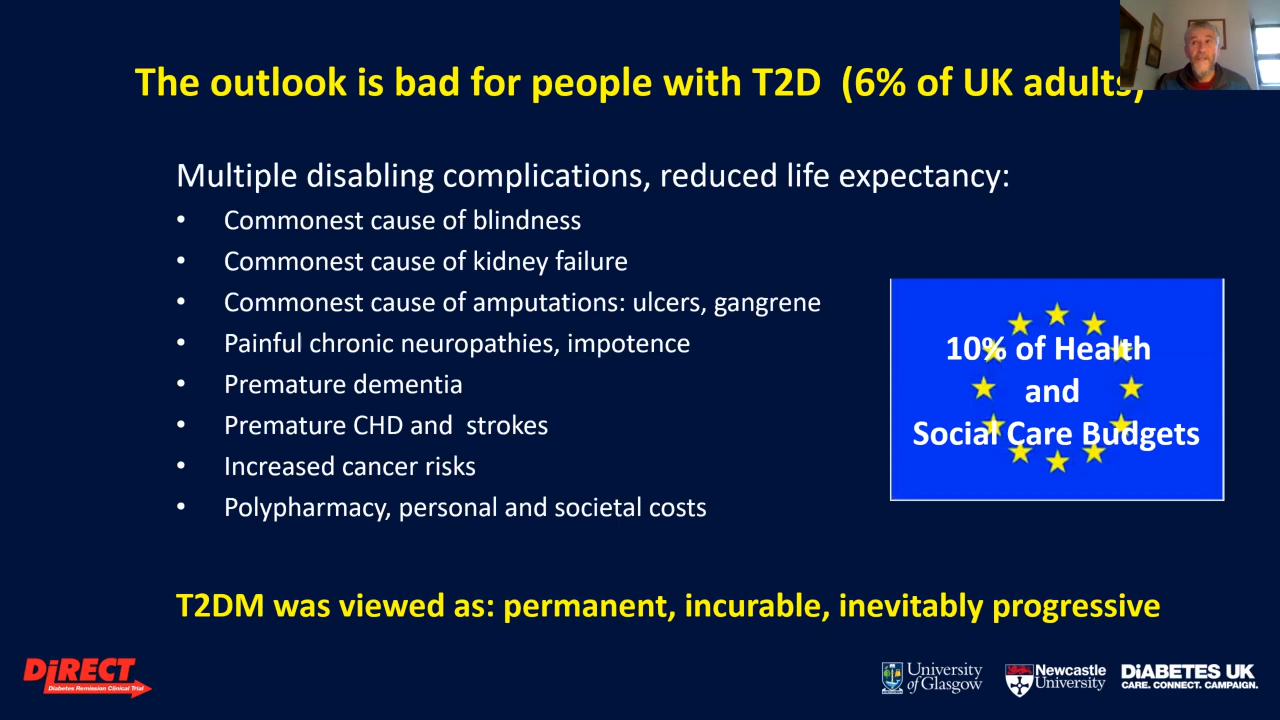 The outlook is bad for people with T2D  (6% of UK adults)
Multiple disabling complications, reduced life expectancy:
• Commonest cause of blindness
• Commonest cause of kidney failure
• Commonest cause of amputations: ulcers, gangrene
• Painful chronic neuropathies, impotence
• Premature dementia
• Premature CHD and  strokes
• Increased cancer risks
• Polypharmacy, personal and societal costs
10% of Health
and
Social Care Budgets
T2DM was viewed as: permanent, incurable, inevitably progressive
DiRECT
Diabetes Remission Clinical Trial
University
of Glasgow
Newcastle
University
DiABETES UK
CARE. CONNECT. CAMPAIGN.